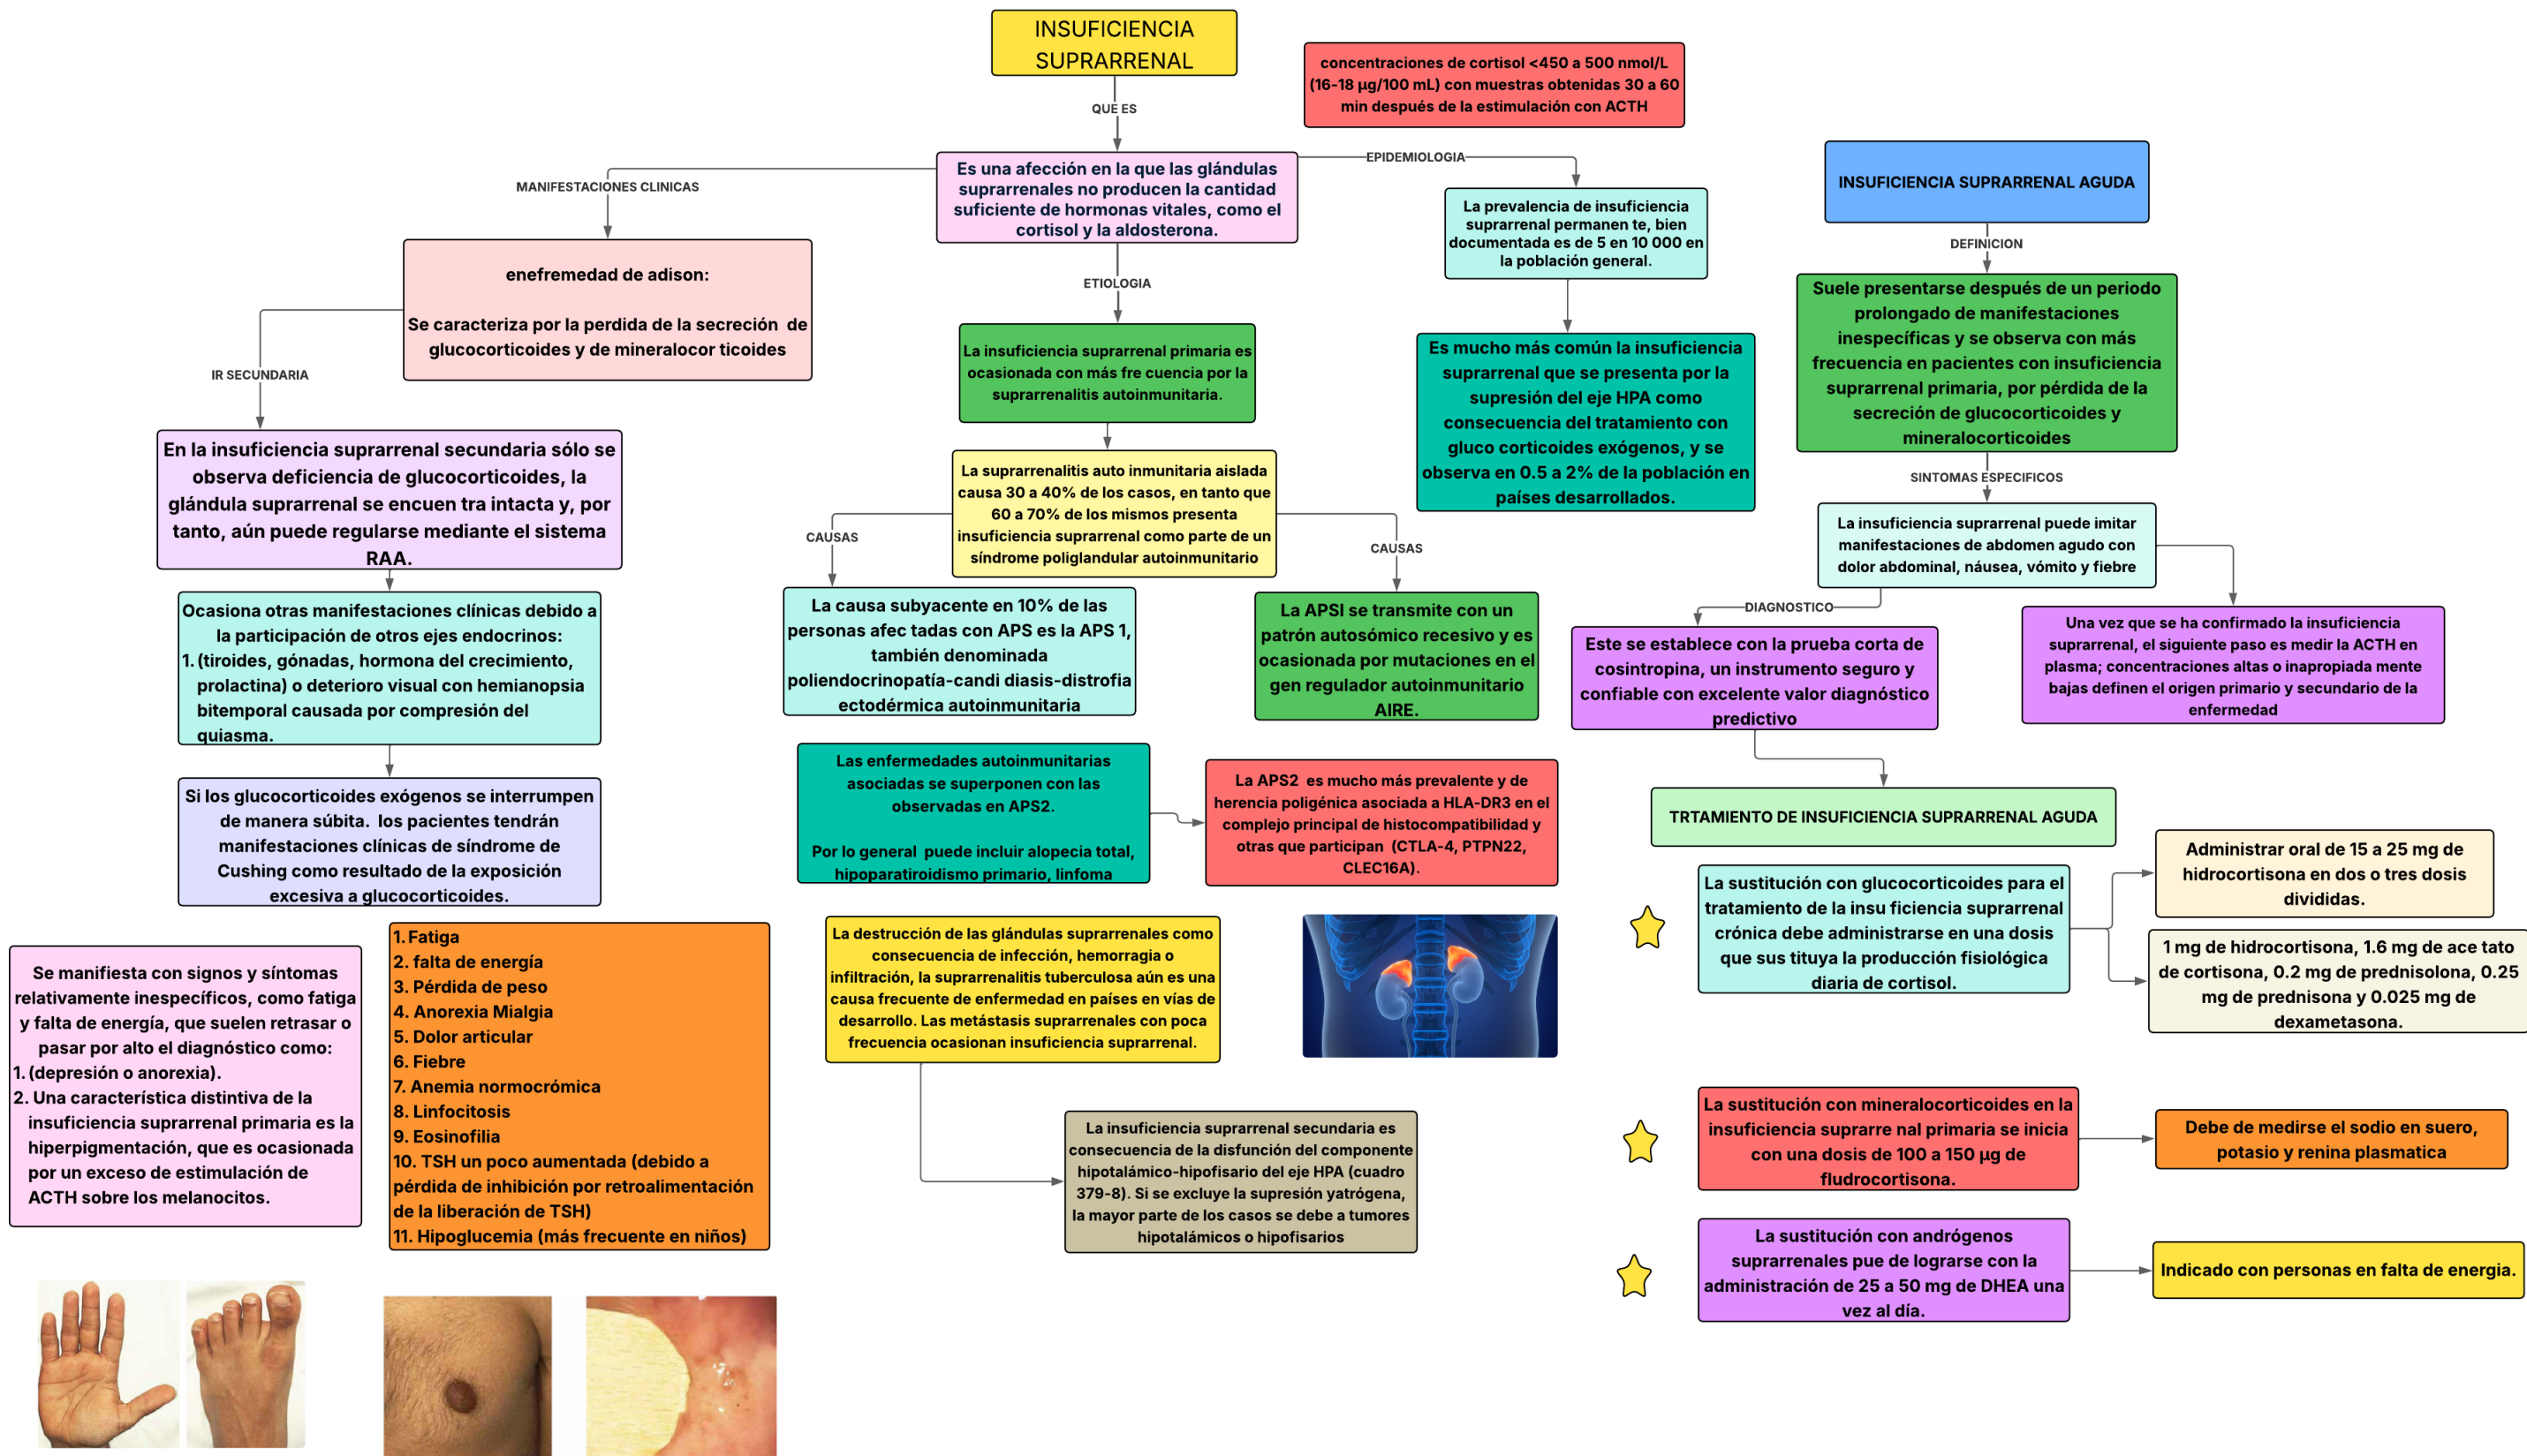 INSUFICIENCIA
SUPRARRENAL
concentraciones de cortisol <450 a 500 nmol/L
(16-18 μg/100 mL) con muestras obtenidas 30 a 60
min después de la estimulación con ACTH
QUE ES
Es una afección en la que las glándulas
suprarrenales no producen la cantidad
suficiente de hormonas vitales, como el
cortisol y la aldosterona.
MANIFESTACIONES CLINICAS
enefremedad de adison:
Se caracteriza por la perdida de la secreción de
glucocorticoides y de mineralocor ticoides
IR SECUNDARIA
En la insuficiencia suprarrenal secundaria sólo se
observa deficiencia de glucocorticoides, la
glándula suprarrenal se encuen tra intacta y, por
tanto, aún puede regularse mediante el sistema
RAA.
Ocasiona otras manifestaciones clínicas debido a
la participación de otros ejes endocrinos:
1. (tiroides, gónadas, hormona del crecimiento,
prolactina) o deterioro visual con hemianopsia
bitemporal causada por compresión del
quiasma.
Si los glucocorticoides exógenos se interrumpen
de manera súbita. los pacientes tendrán
manifestaciones clínicas de síndrome de
Cushing como resultado de la exposición
excesiva a glucocorticoides.
Se manifiesta con signos y síntomas
relativamente inespecíficos, como fatiga
y falta de energía, que suelen retrasar o
pasar por alto el diagnóstico como:
1. (depresión o anorexia).
2. Una característica distintiva de la
insuficiencia suprarrenal primaria es la
hiperpigmentación, que es ocasionada
por un exceso de estimulación de
ACTH sobre los melanocitos.
1. Fatiga
2. falta de energía
3. Pérdida de peso
4. Anorexia Mialgia
5. Dolor articular
6. Fiebre
7. Anemia normocrómica
8. Linfocitosis
9. Eosinofilia
10. TSH un poco aumentada (debido a
pérdida de inhibición por retroalimentación
de la liberación de TSH)
11. Hipoglucemia (más frecuente en niños)
ETIOLOGIA
La insuficiencia suprarrenal primaria es
ocasionada con más fre cuencia por la
suprarrenalitis autoinmunitaria.
La suprarrenalitis auto inmunitaria aislada
causa 30 a 40% de los casos, en tanto que
60 a 70% de los mismos presenta
insuficiencia suprarrenal como parte de un
síndrome poliglandular autoinmunitario
CAUSAS
La causa subyacente en 10% de las
personas afec tadas con APS es la APS 1,
también denominada
poliendocrinopatía-candi diasis-distrofia
ectodérmica autoinmunitaria
CAUSAS
La APSI se transmite con un
patrón autosómico recesivo y es
ocasionada por mutaciones en el
gen regulador autoinmunitario
AIRE.
Las enfermedades autoinmunitarias
asociadas se superponen con las
observadas en APS2.
Por lo general puede incluir alopecia total,
hipoparatiroidismo primario, linfoma
La APS2 es mucho más prevalente y de
herencia poligénica asociada a HLA-DR3 en el
complejo principal de histocompatibilidad y
otras que participan (CTLA-4, PTPN22,
CLEC16A).
La destrucción de las glándulas suprarrenales como
consecuencia de infección, hemorragia o
infiltración, la suprarrenalitis tuberculosa aún es una
causa frecuente de enfermedad en países en vías de
desarrollo. Las metástasis suprarrenales con poca
frecuencia ocasionan insuficiencia suprarrenal.
La insuficiencia suprarrenal secundaria es
consecuencia de la disfunción del componente
hipotalámico-hipofisario del eje HPA (cuadro
379-8). Si se excluye la supresión yatrógena,
la mayor parte de los casos se debe a tumores
hipotalámicos o hipofisarios
EPIDEMIOLOGIA
La prevalencia de insuficiencia
suprarrenal permanen te, bien
documentada es de 5 en 10 000 en
la población general.
Es mucho más común la insuficiencia
suprarrenal que se presenta por la
supresión del eje HPA como
consecuencia del tratamiento con
gluco corticoides exógenos, y se
observa en 0.5 a 2% de la población en
países desarrollados.
INSUFICIENCIA SUPRARRENAL AGUDA
DEFINICION
Suele presentarse después de un periodo
prolongado de manifestaciones
inespecíficas y se observa con más
frecuencia en pacientes con insuficiencia
suprarrenal primaria, por pérdida de la
secreción de glucocorticoides y
mineralocorticoides
SINTOMAS ESPECIFICOS
La insuficiencia suprarrenal puede imitar
manifestaciones de abdomen agudo con
dolor abdominal, náusea, vómito y fiebre
DIAGNOSTICO
Este se establece con la prueba corta de
cosintropina, un instrumento seguro y
confiable con excelente valor diagnóstico
predictivo
Una vez que se ha confirmado la insuficiencia
suprarrenal, el siguiente paso es medir la ACTH en
plasma; concentraciones altas o inapropiada mente
bajas definen el origen primario y secundario de la
enfermedad
TRTAMIENTO DE INSUFICIENCIA SUPRARRENAL AGUDA
La sustitución con glucocorticoides para el
tratamiento de la insu ficiencia suprarrenal
crónica debe administrarse en una dosis
que sus tituya la producción fisiológica
diaria de cortisol.
Administrar oral de 15 a 25 mg de
hidrocortisona en dos o tres dosis
divididas.
1 mg de hidrocortisona, 1.6 mg de ace tato
de cortisona, 0.2 mg de prednisolona, 0.25
mg de prednisona y 0.025 mg de
dexametasona.
La sustitución con mineralocorticoides en la
insuficiencia suprarre nal primaria se inicia
con una dosis de 100 a 150 μg de
fludrocortisona.
Debe de medirse el sodio en suero,
potasio y renina plasmatica
La sustitución con andrógenos
suprarrenales pue de lograrse con la
administración de 25 a 50 mg de DHEA una
vez al día.
Indicado con personas en falta de energia.